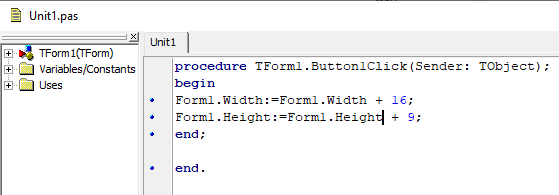 Unit1.pas
TForm1(TForm)
Variables/Constants
Uses
Unit1
procedure TForm1.Button1Click(Sender: TObject);
begin
Form1.Width:=Form1.Width + 16;
Form1.Height:=Form1.Height + 9;
end;
end.